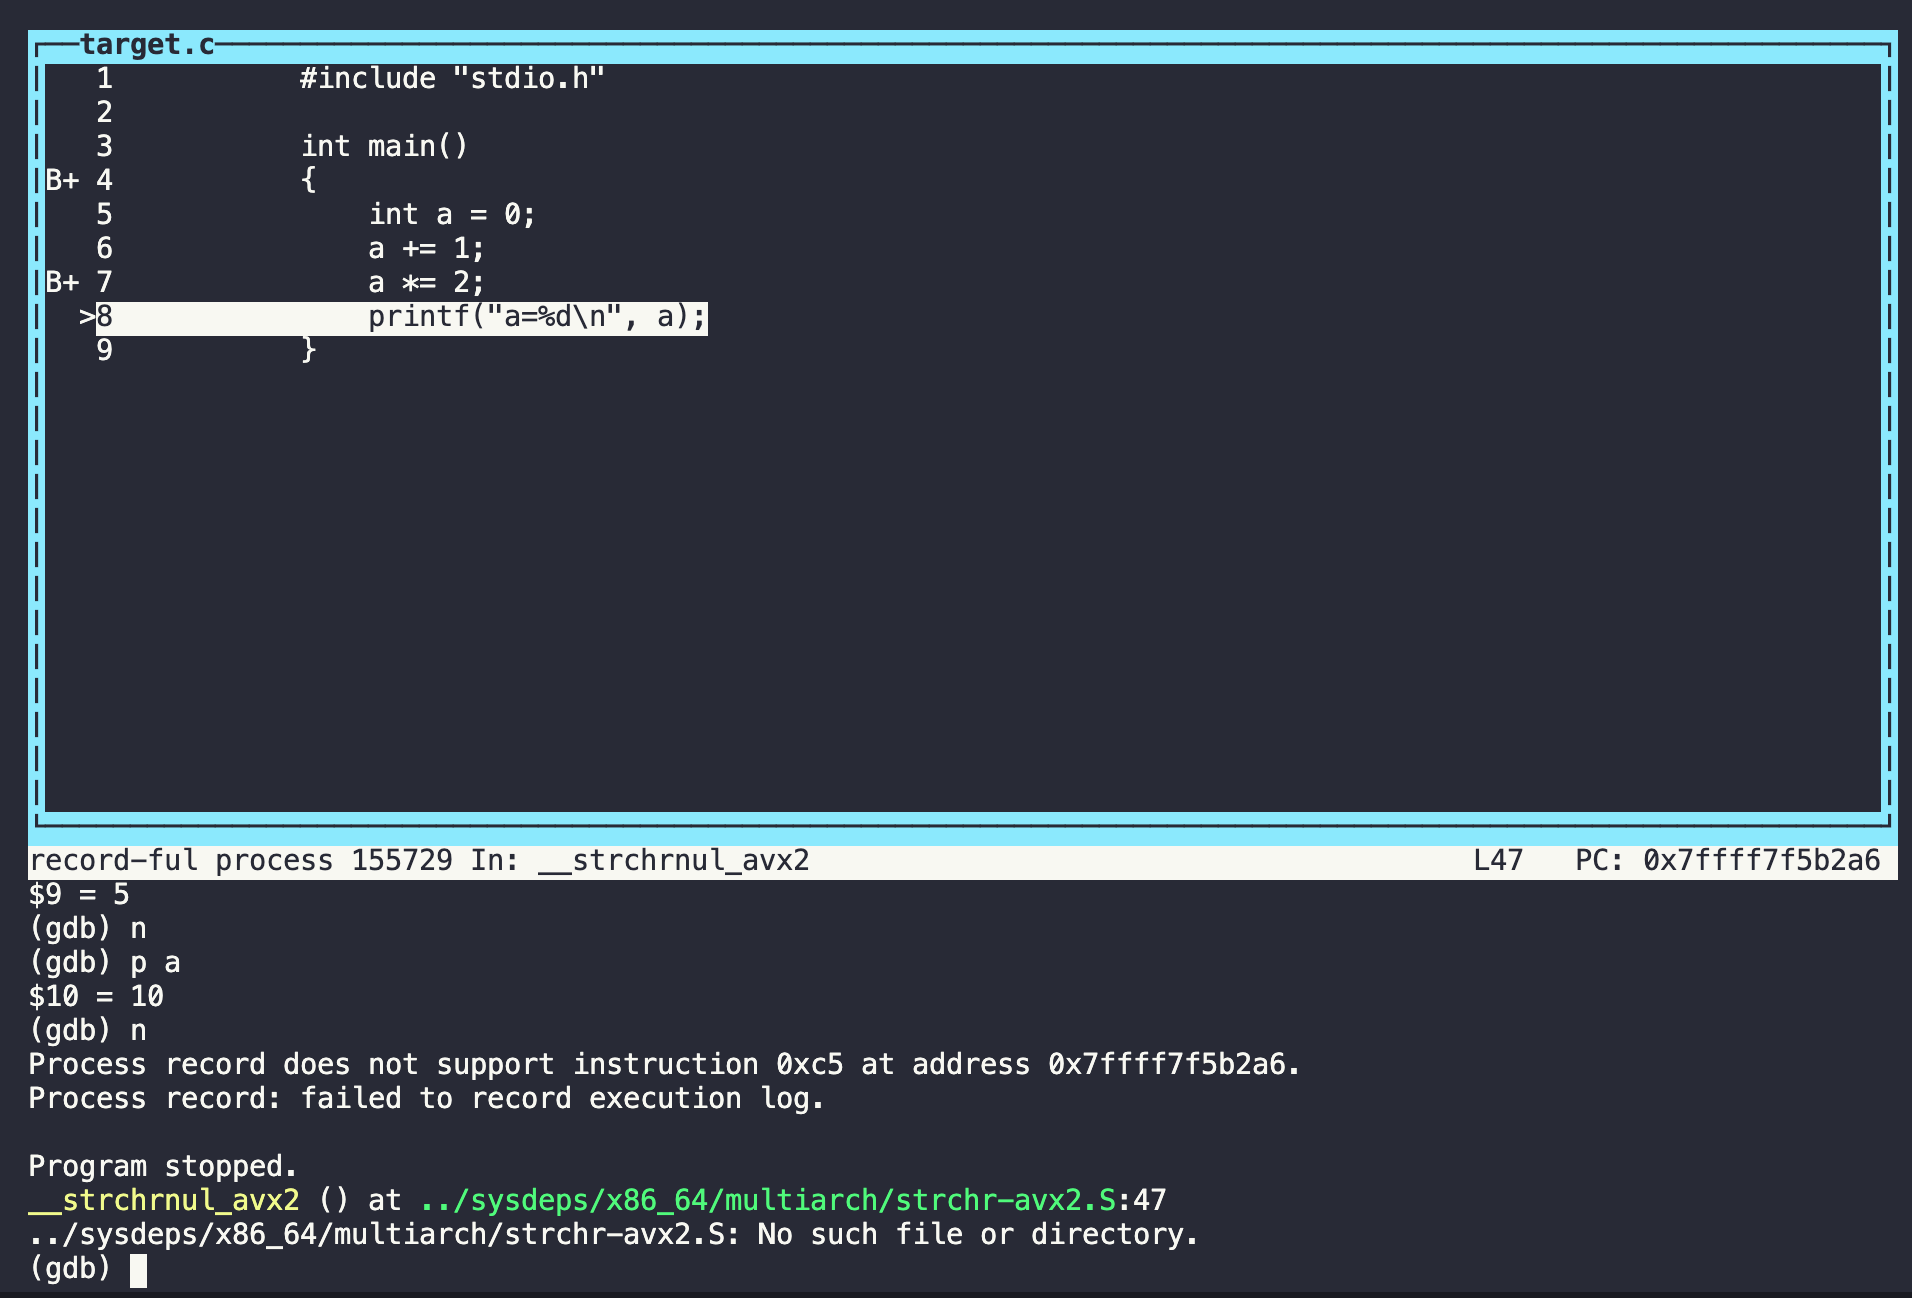 target.c
1 #include "stdio.h"
2
3 int main()
B+ 4 {
5 int a = 0;
6 a += 1;
B+ 7 a *= 2;
>8 printf("a=%d\n", a);
9 }
record-ful process 155729 In: __strchrnul_avx2 L47 PC: 0x7ffff7f5b2a6
$9 = 5
(gdb) n
(gdb) p a
$10 = 10
(gdb) n
Process record does not support instruction 0xc5 at address 0x7ffff7f5b2a6.
Process record: failed to record execution log.
Program stopped.
__strchrnul_avx2 () at ../sysdeps/x86_64/multiarch/strchr-avx2.S:47
../sysdeps/x86_64/multiarch/strchr-avx2.S: No such file or directory.
(gdb)